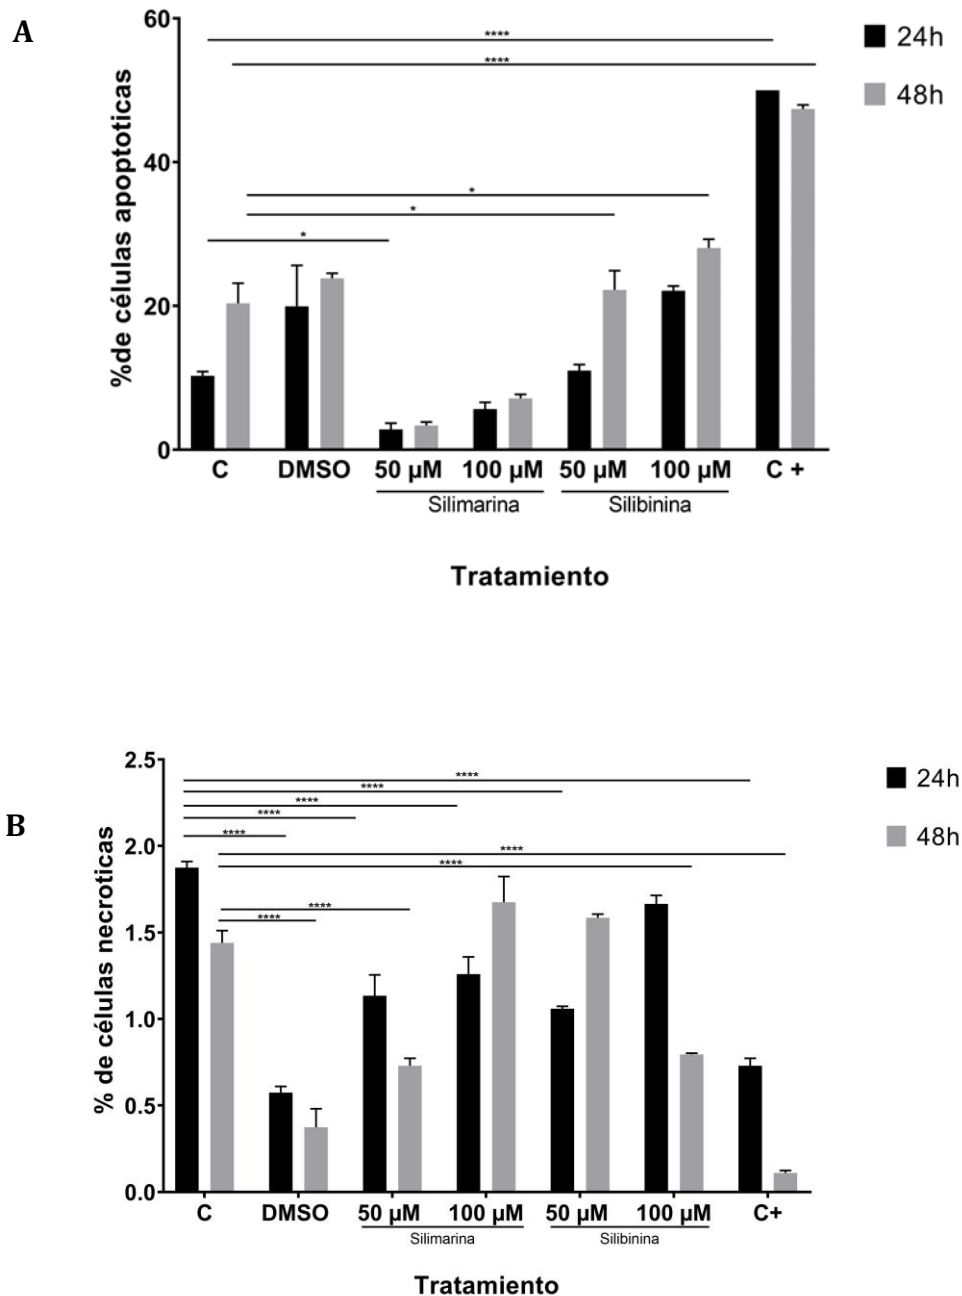 A
60
40
20
0
%de células apoptoticas
24h
48h
****
****
*
*
*
C DMSO 50 µM 100 µM 50 µM 100 µM C +
Silimarina Silibinina
Tratamiento
B
2.5
2.0
1.5
1.0
0.5
0.0
% de células necroticas
24h
48h
****
****
****
****
****
****
****
****
****
C DMSO 50 µM 100 µM 50 µM 100 µM C+
Silimarina Silibinina
Tratamiento